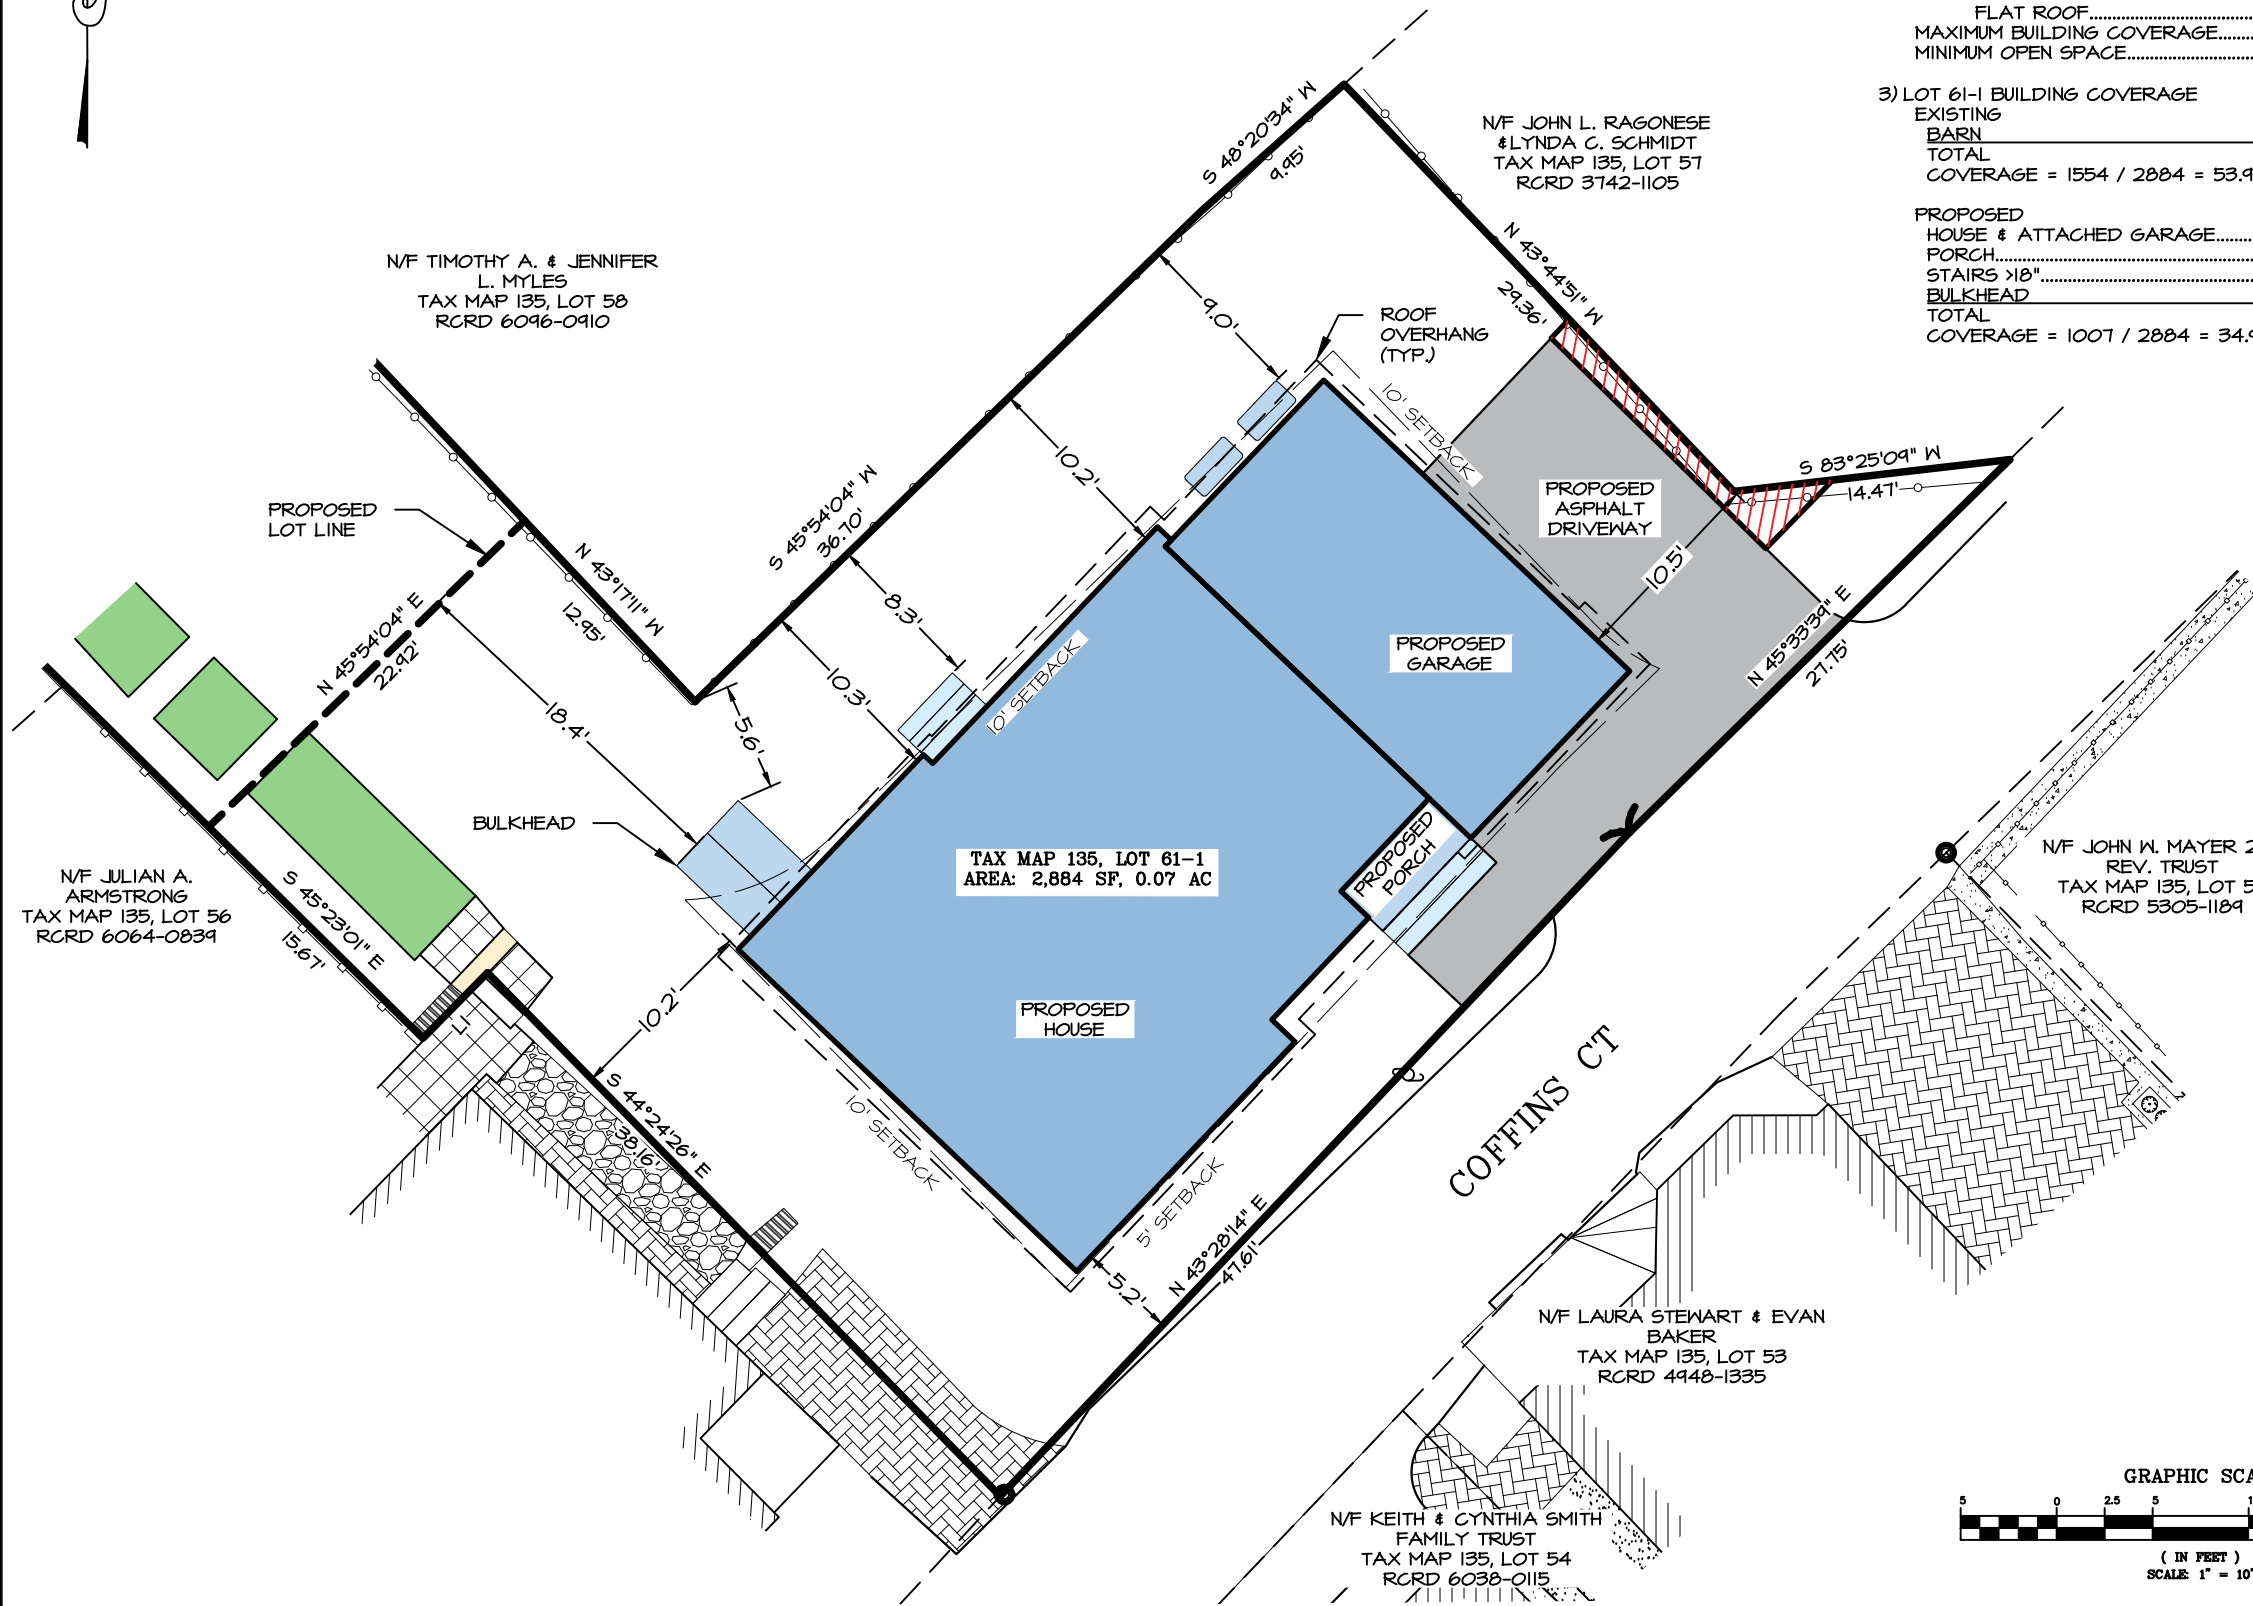 FLAT ROOF
MAXIMUM BUILDING COVERAGE
MINIMUM OPEN SPACE
3) LOT 61-1 BUILDING COVERAGE
EXISTING
BARN
TOTAL
COVERAGE = 1554 / 2884 = 53.9
PROPOSED
HOUSE & ATTACHED GARAGE
PORCH
STAIRS >18"
BULKHEAD
TOTAL
COVERAGE = 1007 / 2884 = 34.9
N/F JOHN L. RAGONESE
& LYNDA C. SCHMIDT
TAX MAP 135, LOT 57
RCRD 3742-1105
S 48°20'34" W
9.95'
N/F TIMOTHY A. & JENNIFER
L. MYLES
TAX MAP 135, LOT 58
RCRD 6096-0910
N 43°44'51" W
29.36'
9.0'
ROOF
OVERHANG
(TYP.)
10' SETBACK
S 83°25'09" W
14.47'
10.2'
PROPOSED
ASPHALT
DRIVEWAY
S 45°54'04" W
36.70'
PROPOSED
LOT LINE
N 43°17'11" W
12.95'
8.3'
10.5'
N 45°54'04" E
22.92'
N 45°33'39" E
27.75'
10.3'
10' SETBACK
PROPOSED
GARAGE
18.4'
5.6'
BULKHEAD
PROPOSED
PORCH
TAX MAP 135, LOT 61-1
AREA: 2,884 SF, 0.07 AC
N/F JULIAN A.
ARMSTRONG
TAX MAP 135, LOT 56
RCRD 6064-0839
S 45°23'01" E
15.67'
N/F JOHN W. MAYER 2
REV. TRUST
TAX MAP 135, LOT 5
RCRD 5305-1189
10.2'
PROPOSED
HOUSE
S 44°24'26" E
38.16'
10' SETBACK
COFFINS CT
5' SETBACK
5.2'
N 43°28'14" E
47.61'
N/F LAURA STEWART & EVAN
BAKER
TAX MAP 135, LOT 53
RCRD 4948-1335
N/F KEITH & CYNTHIA SMITH
FAMILY TRUST
TAX MAP 135, LOT 54
RCRD 6038-0115
GRAPHIC SCA
5 0 2.5 5 1
( IN FEET )
SCALE: 1" = 10'